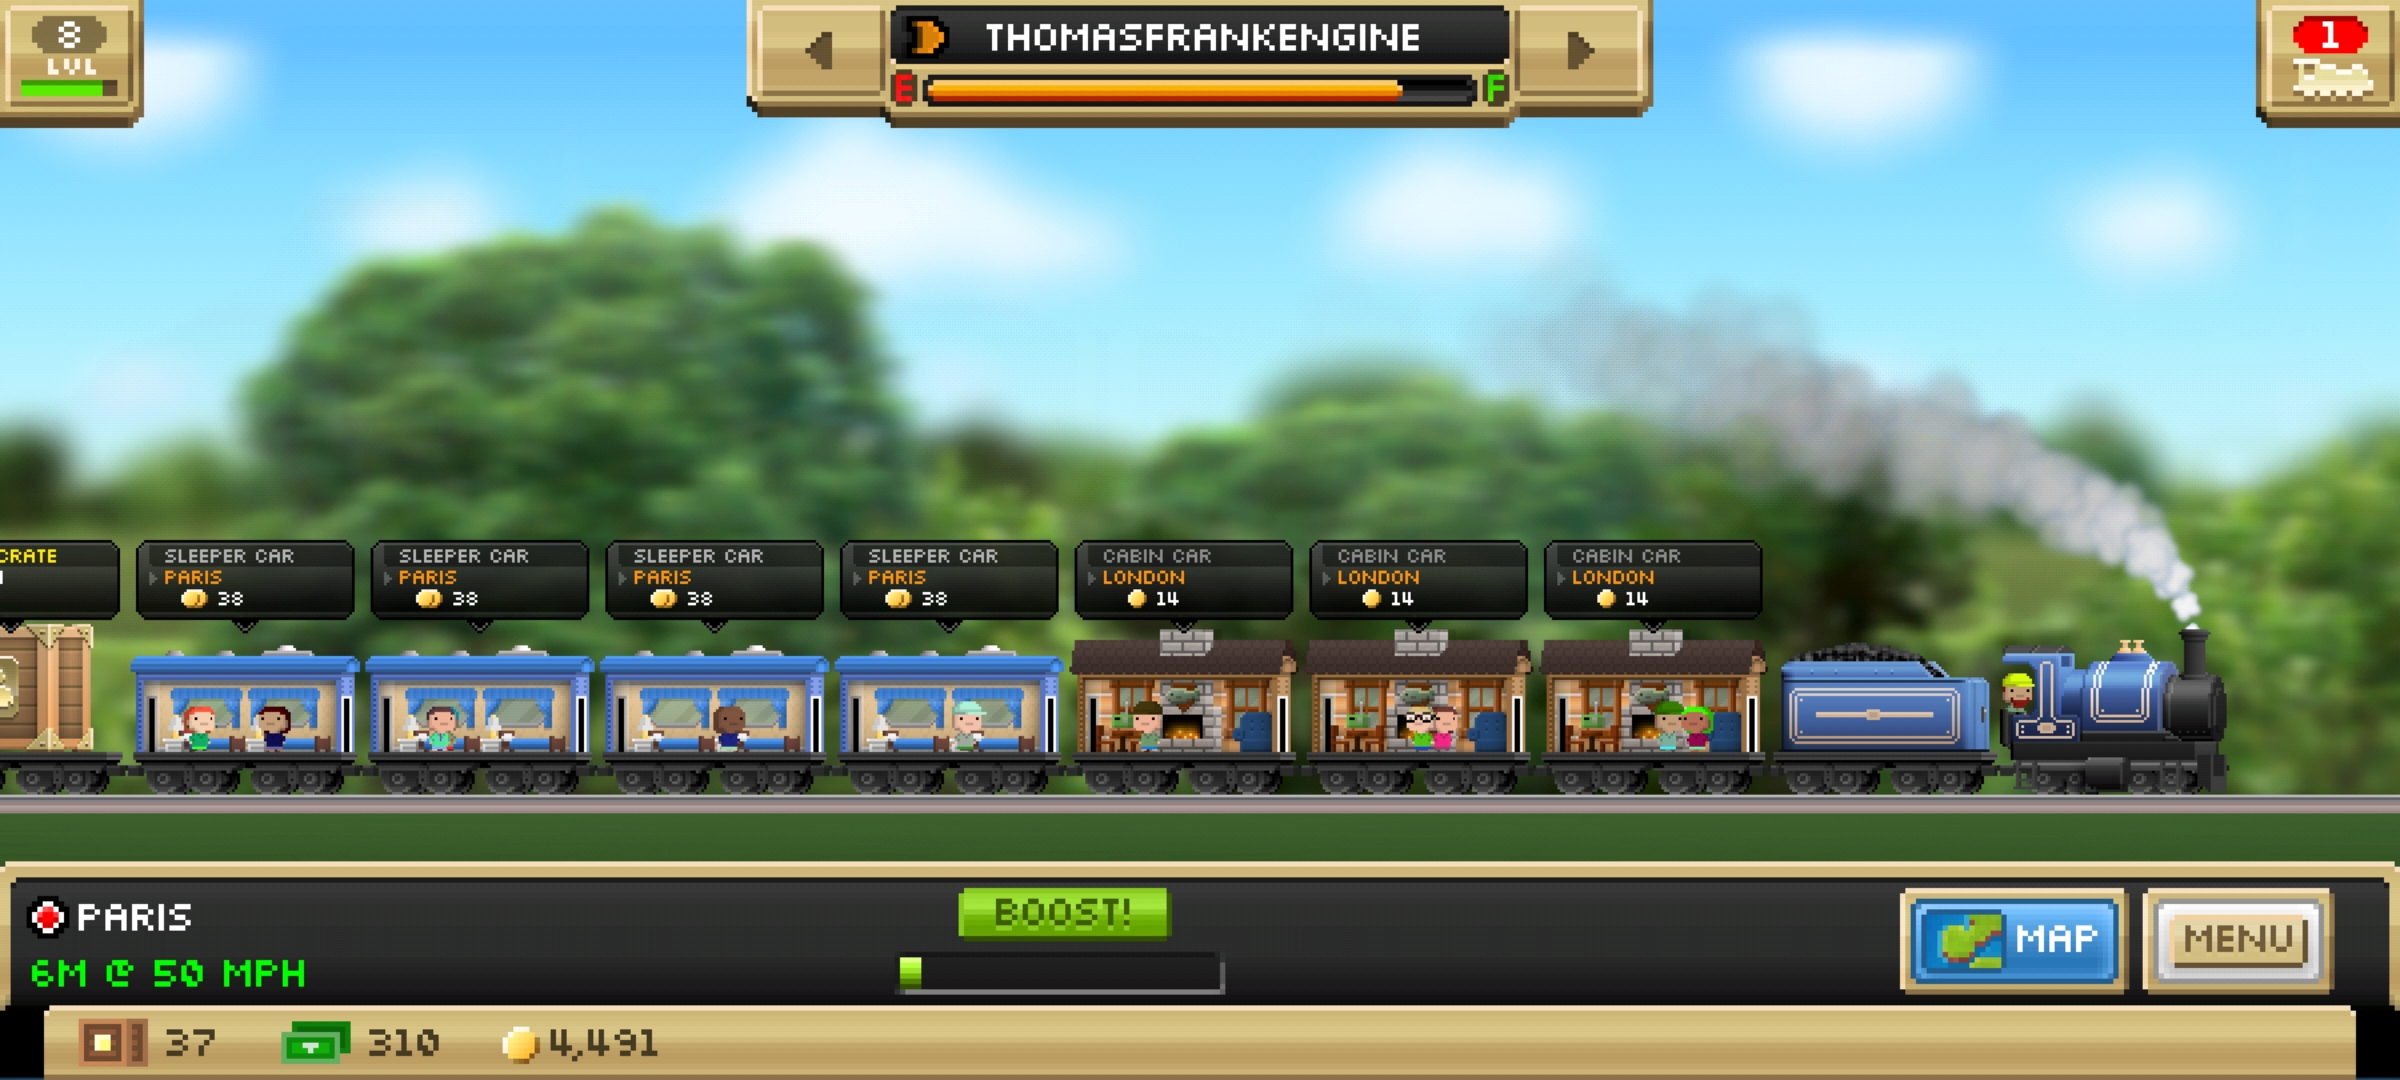 8
LVL
THOMASFRANKENGINE
E
F
1
CRATE
SLEEPER CAR
PARIS
38
SLEEPER CAR
PARIS
38
SLEEPER CAR
PARIS
38
SLEEPER CAR
PARIS
38
CABIN CAR
LONDON
14
CABIN CAR
LONDON
14
CABIN CAR
LONDON
14
PARIS
6M @ 50 MPH
BOOST!
MAP
MENU
37
310
4,491